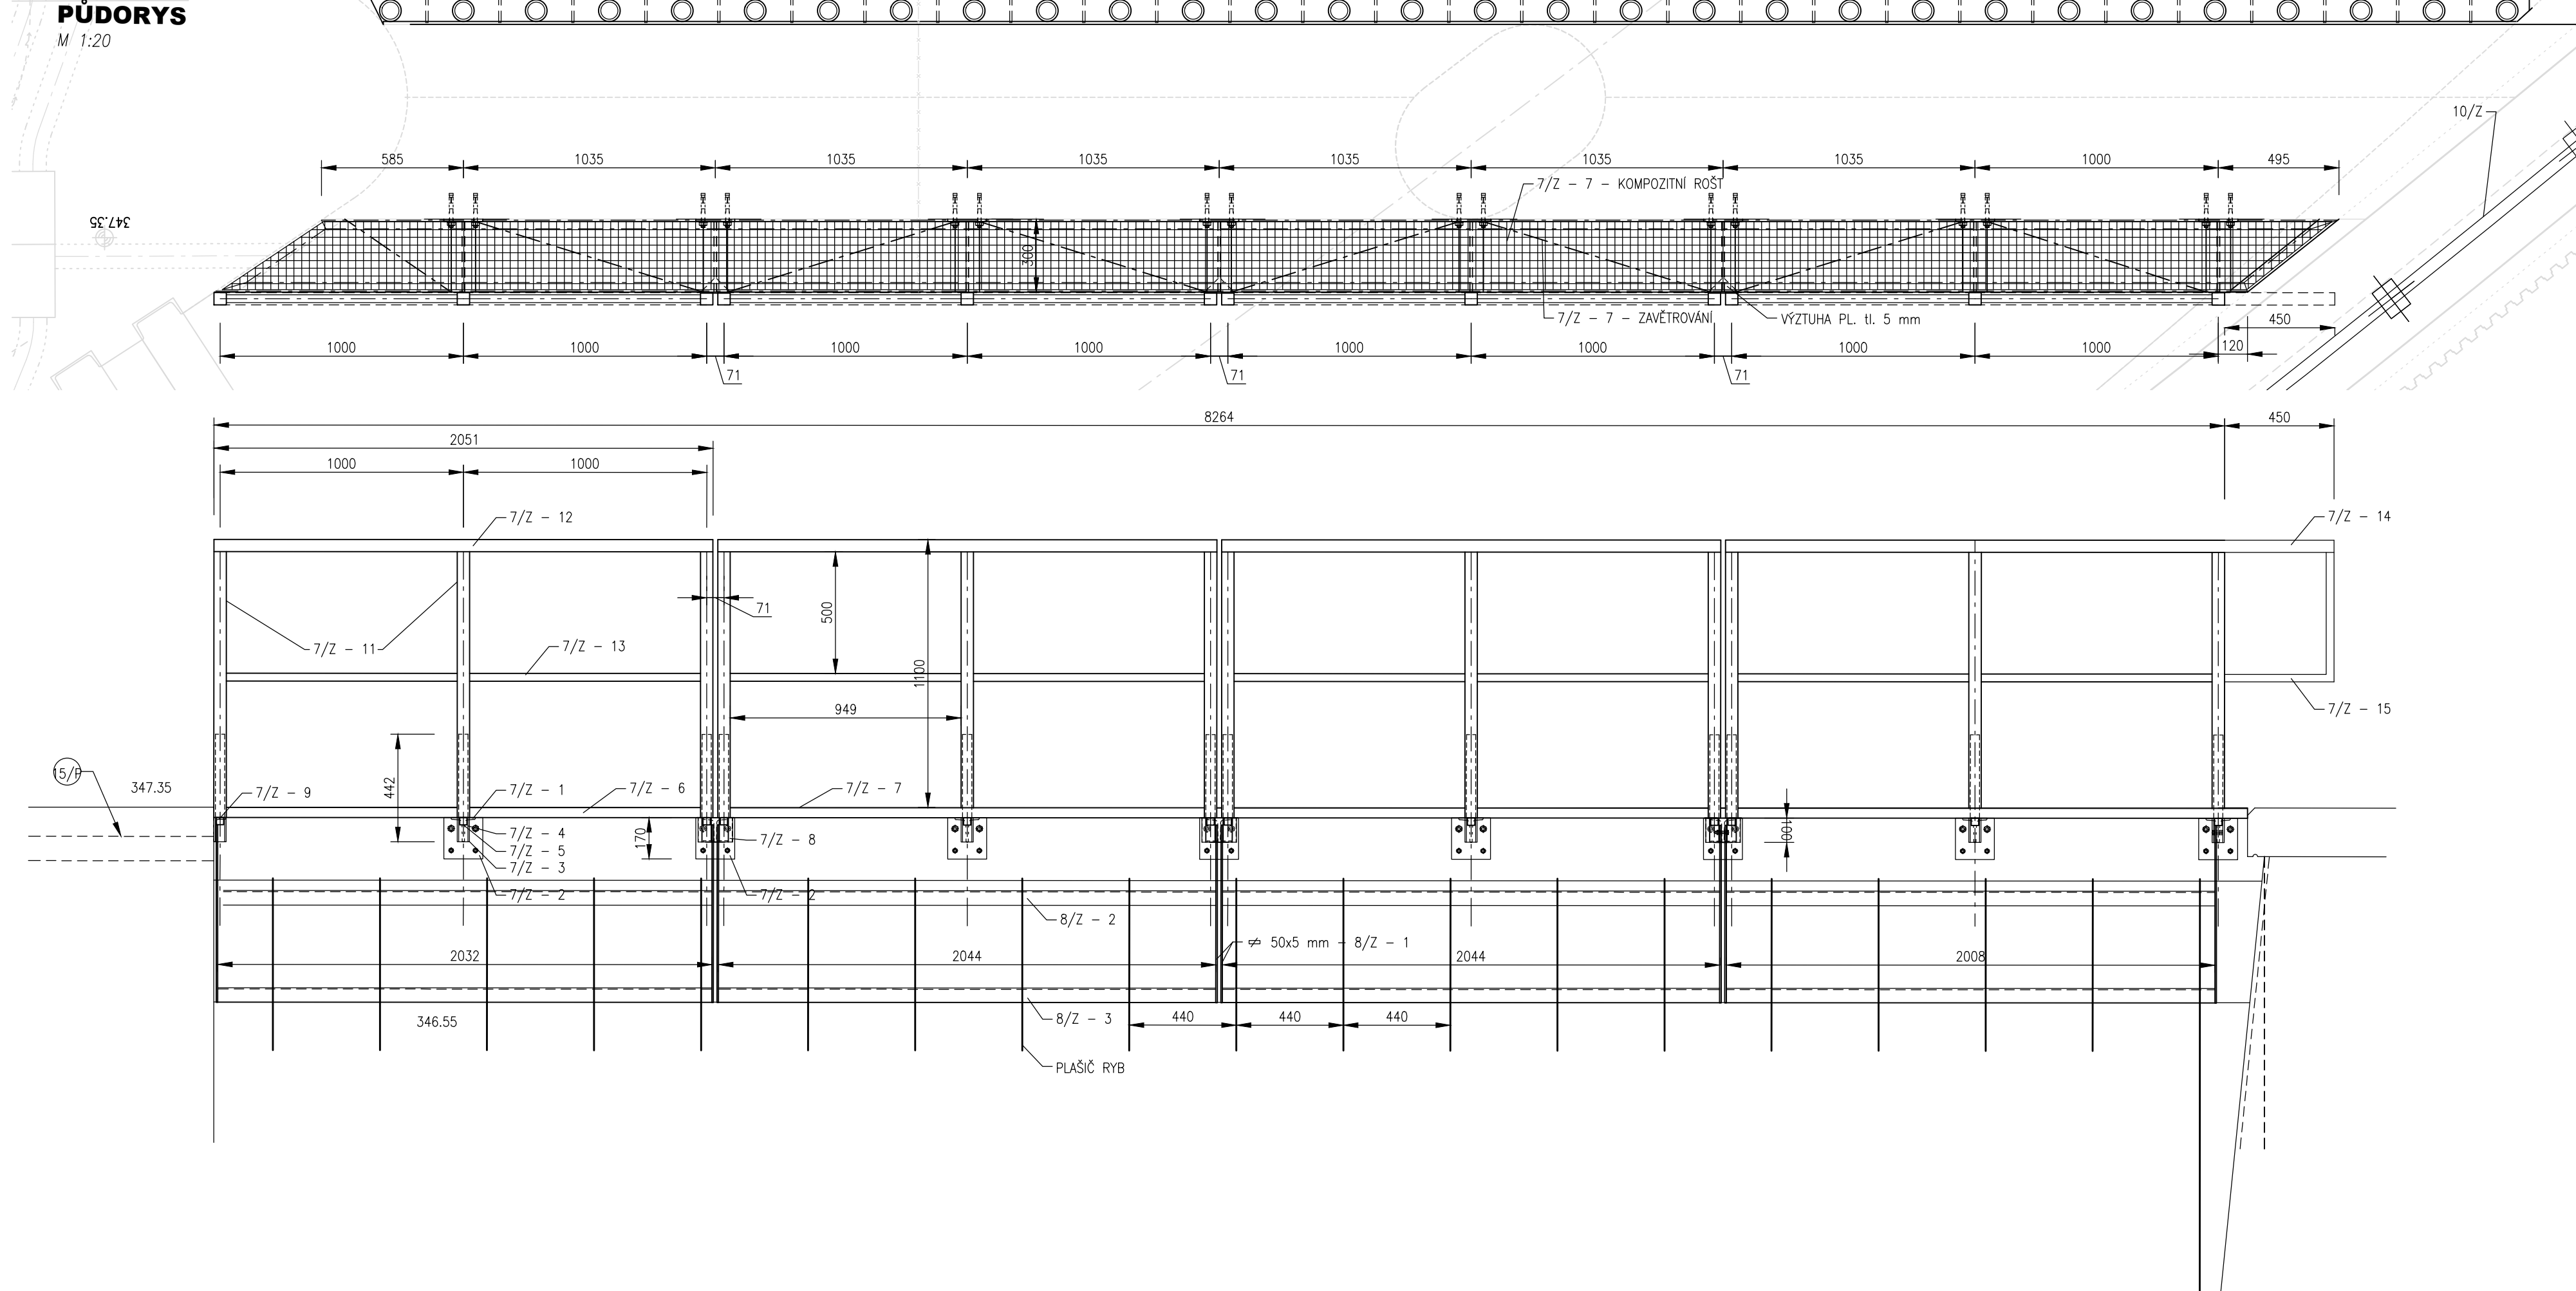 PŮDORYS
M 1:20
10/Z
585
1035
1035
1035
1035
1035
1035
1000
495
7/Z - 7 - KOMPOZITNÍ ROŠT
347.35
300
7/Z - 7 - ZAVĚTROVÁNÍ
VÝZTUHA PL. tl. 5 mm
450
1000
1000
1000
1000
1000
1000
1000
1000
120
71
71
71
8264
450
2051
1000
1000
7/Z - 12
7/Z - 14
71
500
7/Z - 11
7/Z - 13
1100
949
7/Z - 15
15/P
347.35
442
7/Z - 9
7/Z - 1
7/Z - 6
7/Z - 7
7/Z - 4
7/Z - 5
7/Z - 3
170
7/Z - 8
100
7/Z - 2
7/Z - 2
8/Z - 2
50x5 mm - 8/Z - 1
2032
2044
2044
2008
346.55
8/Z - 3
440
440
440
PLAŠIČ RYB